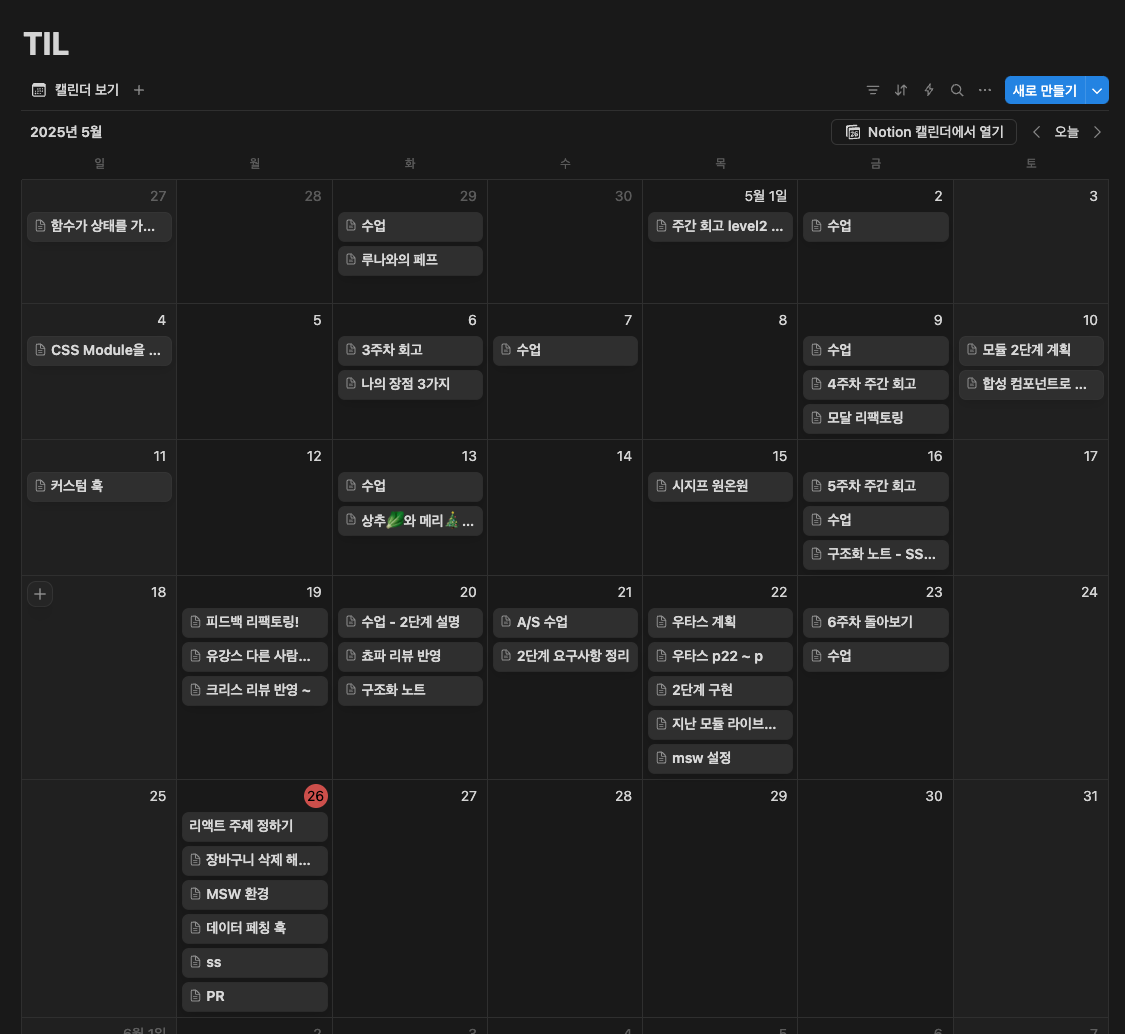 TIL
캘린더 보기
새로 만들기
2025년 5월
Notion 캘린더에서 열기
오늘
일 월 화 수 목 금 토
27 28 29 30 5월 1일 2 3
함수가 상태를 가...
수업
루나와의 페프
주간 회고 level2 ...
수업
4 5 6 7 8 9 10
CSS Module을 ...
3주차 회고
나의 장점 3가지
수업
수업
4주차 주간 회고
모달 리팩토링
모듈 2단계 계획
합성 컴포넌트로 ...
11 12 13 14 15 16 17
커스텀 훅
수업
상추🥬와 메리🎄 ...
시지프 원온원
5주차 주간 회고
수업
구조화 노트 - SS...
18 19 20 21 22 23 24
피드백 리팩토링!
유강스 다른 사람...
크리스 리뷰 반영 ~
수업 - 2단계 설명
쵸파 리뷰 반영
구조화 노트
A/S 수업
2단계 요구사항 정리
우타스 계획
우타스 p22 ~ p
2단계 구현
지난 모듈 라이브...
msw 설정
6주차 돌아보기
수업
25 26 27 28 29 30 31
리액트 주제 정하기
장바구니 삭제 해...
MSW 환경
데이터 페칭 훅
ss
PR
6월 1일 2 3 4 5 6 7